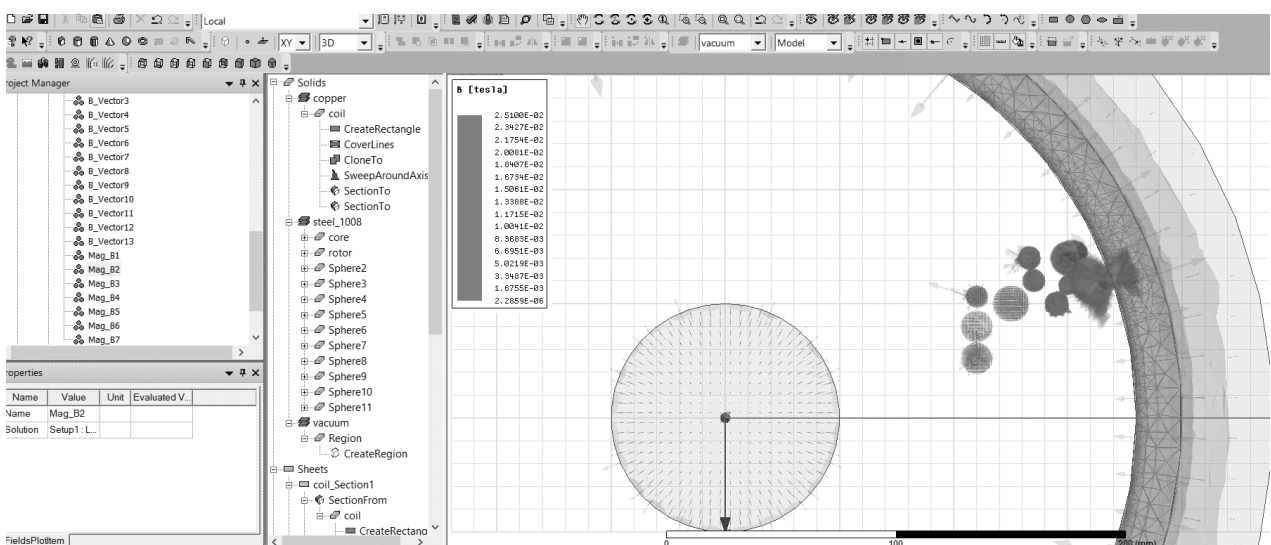 Local
XY
3D
vacuum
Model
roject Manager
B_Vector3
B_Vector4
B_Vector5
B_Vector6
B_Vector7
B_Vector8
B_Vector9
B_Vector10
B_Vector11
B_Vector12
B_Vector13
Mag_B1
Mag_B2
Mag_B3
Mag_B4
Mag_B5
Mag_B6
Mag_B7
roperties
Name Value Unit Evaluated V...
Name Mag_B2
Solution Setup1 : L...
FieldsPlotItem
Solids
copper
coil
CreateRectangle
CoverLines
CloneTo
SweepAroundAxis
SectionTo
SectionTo
steel_1008
core
rotor
Sphere2
Sphere3
Sphere4
Sphere5
Sphere6
Sphere7
Sphere8
Sphere9
Sphere10
Sphere11
vacuum
Region
CreateRegion
Sheets
coil_Section1
SectionFrom
coil
CreateRectang
B [tesla]
2.5100E-02
2.3427E-02
2.1754E-02
2.0081E-02
1.8407E-02
1.6734E-02
1.5061E-02
1.3388E-02
1.1715E-02
1.0041E-02
8.3683E-03
6.6951E-03
5.0219E-03
3.3487E-03
1.6755E-03
2.2859E-06
0 100 200 (mm)